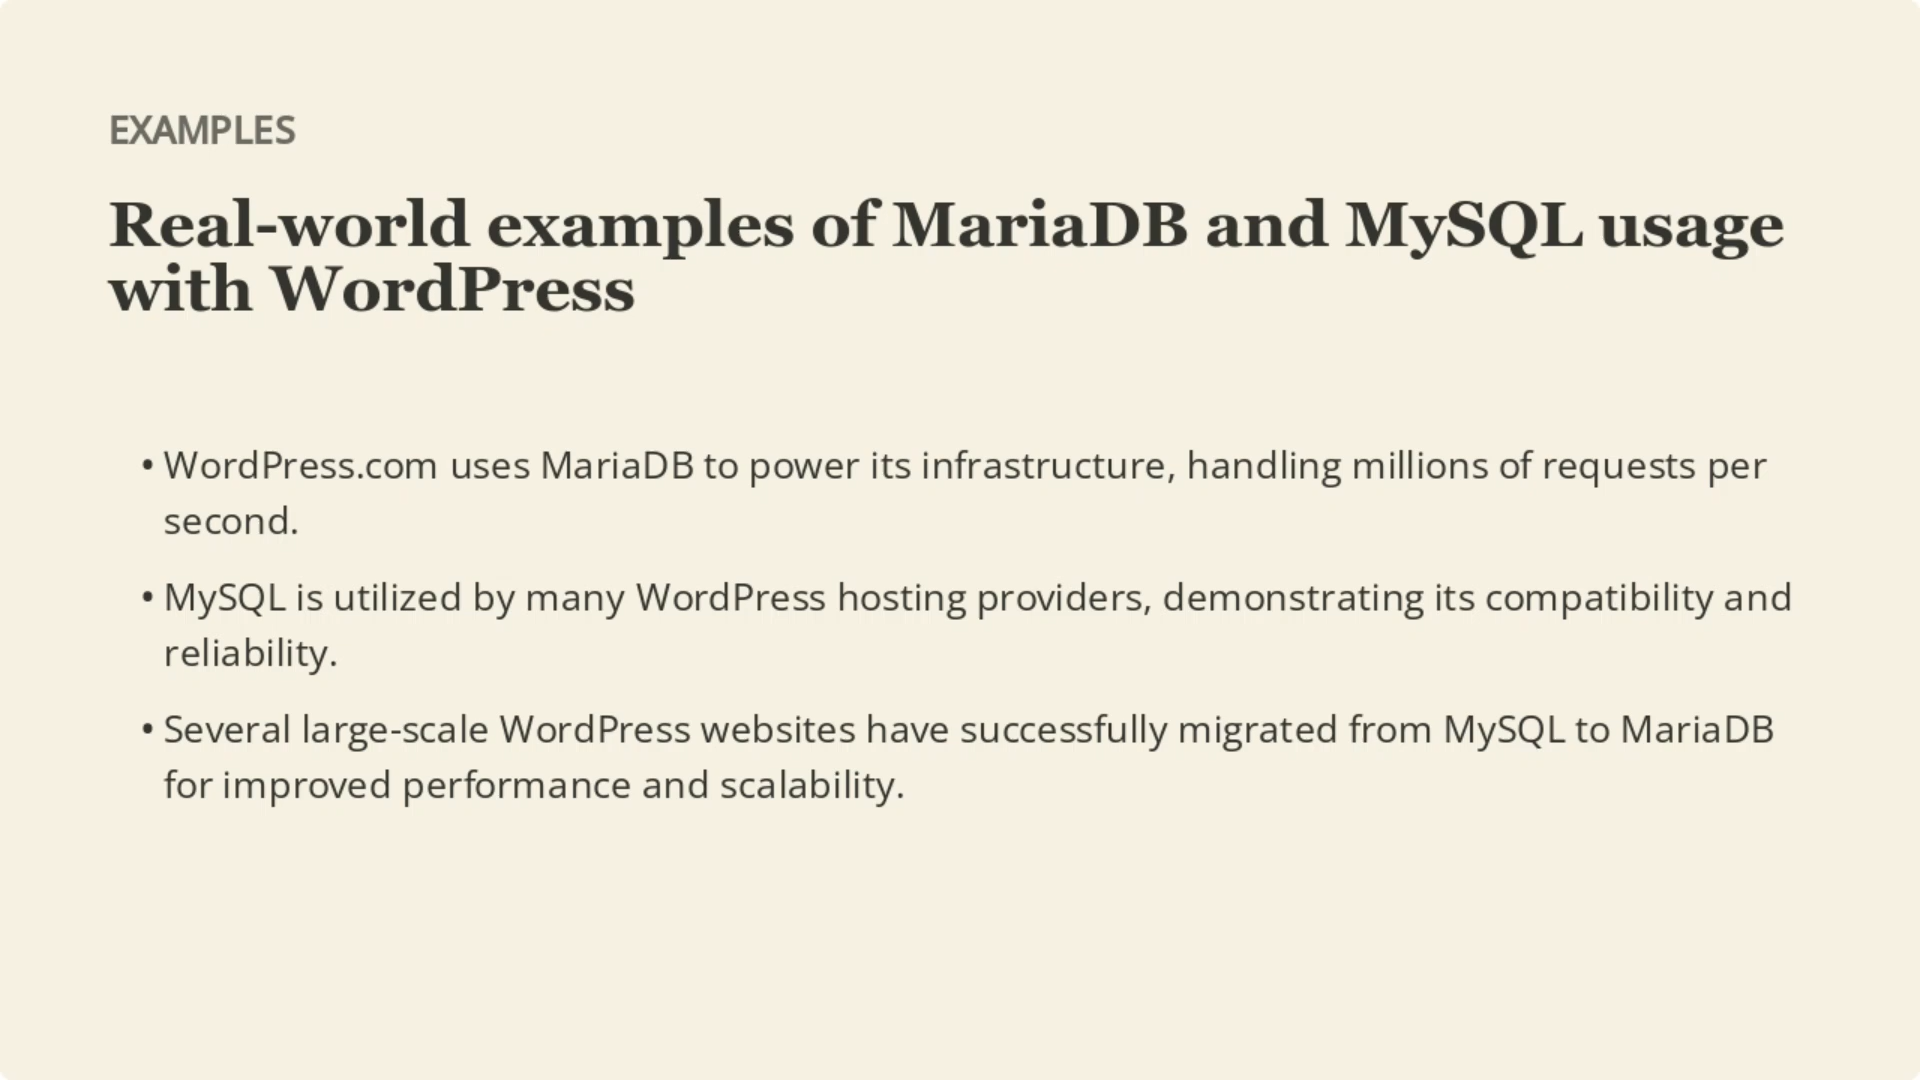 EXAMPLES
Real-world examples of MariaDB and MySQL usage
with WordPress
• WordPress.com uses MariaDB to power its infrastructure, handling millions of requests per
second.
• MySQL is utilized by many WordPress hosting providers, demonstrating its compatibility and
reliability.
• Several large-scale WordPress websites have successfully migrated from MySQL to MariaDB
for improved performance and scalability.